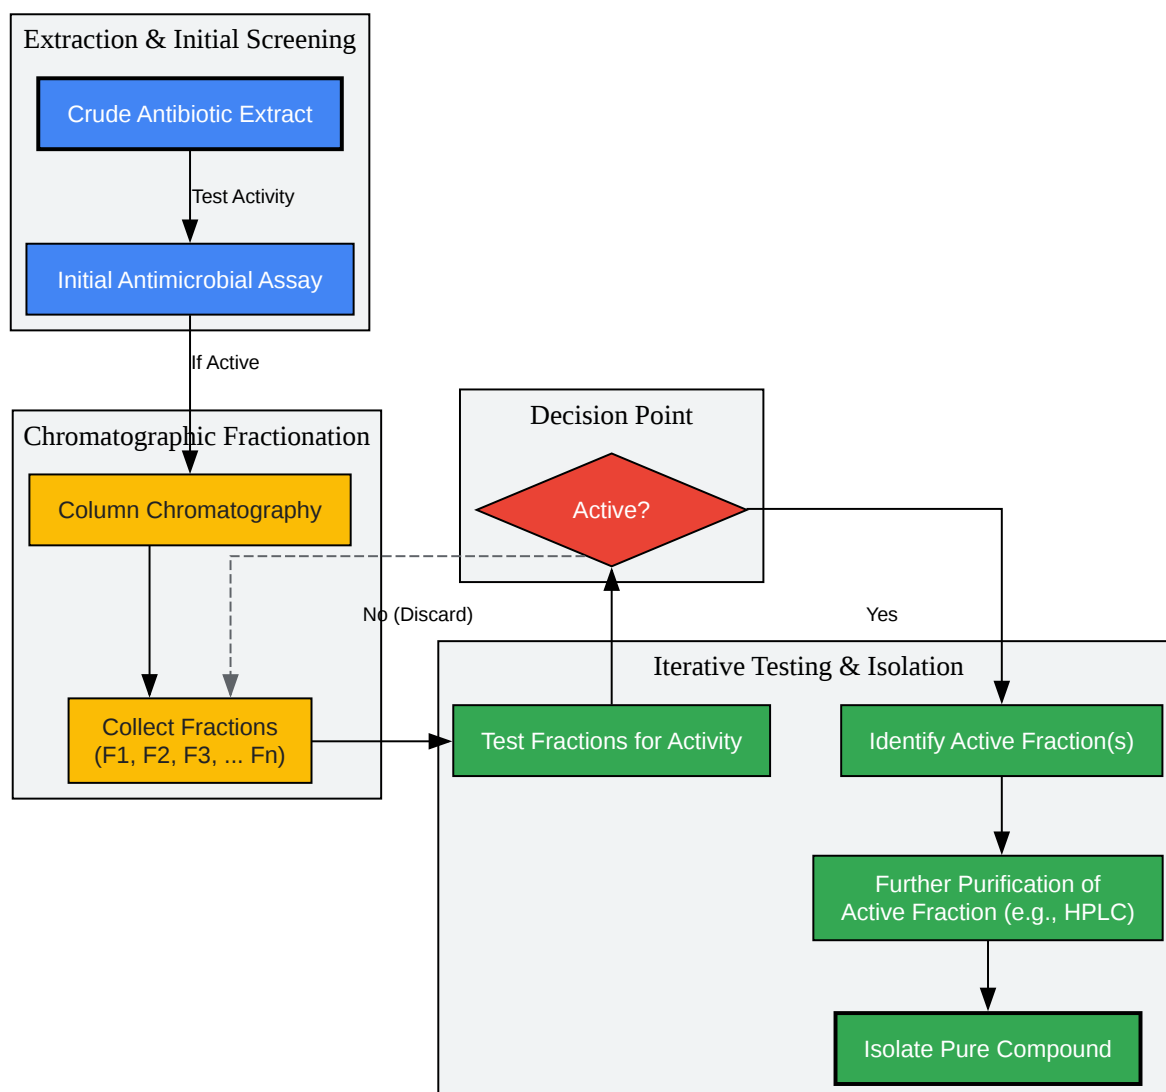 Extraction & Initial Screening
Crude Antibiotic Extract
Test Activity
Initial Antimicrobial Assay
If Active
Chromatographic Fractionation
Column Chromatography
Collect Fractions
(F1, F2, F3, ... Fn)
Decision Point
Active?
No (Discard)
Yes
Iterative Testing & Isolation
Test Fractions for Activity
Identify Active Fraction(s)
Further Purification of
Active Fraction (e.g., HPLC)
Isolate Pure Compound